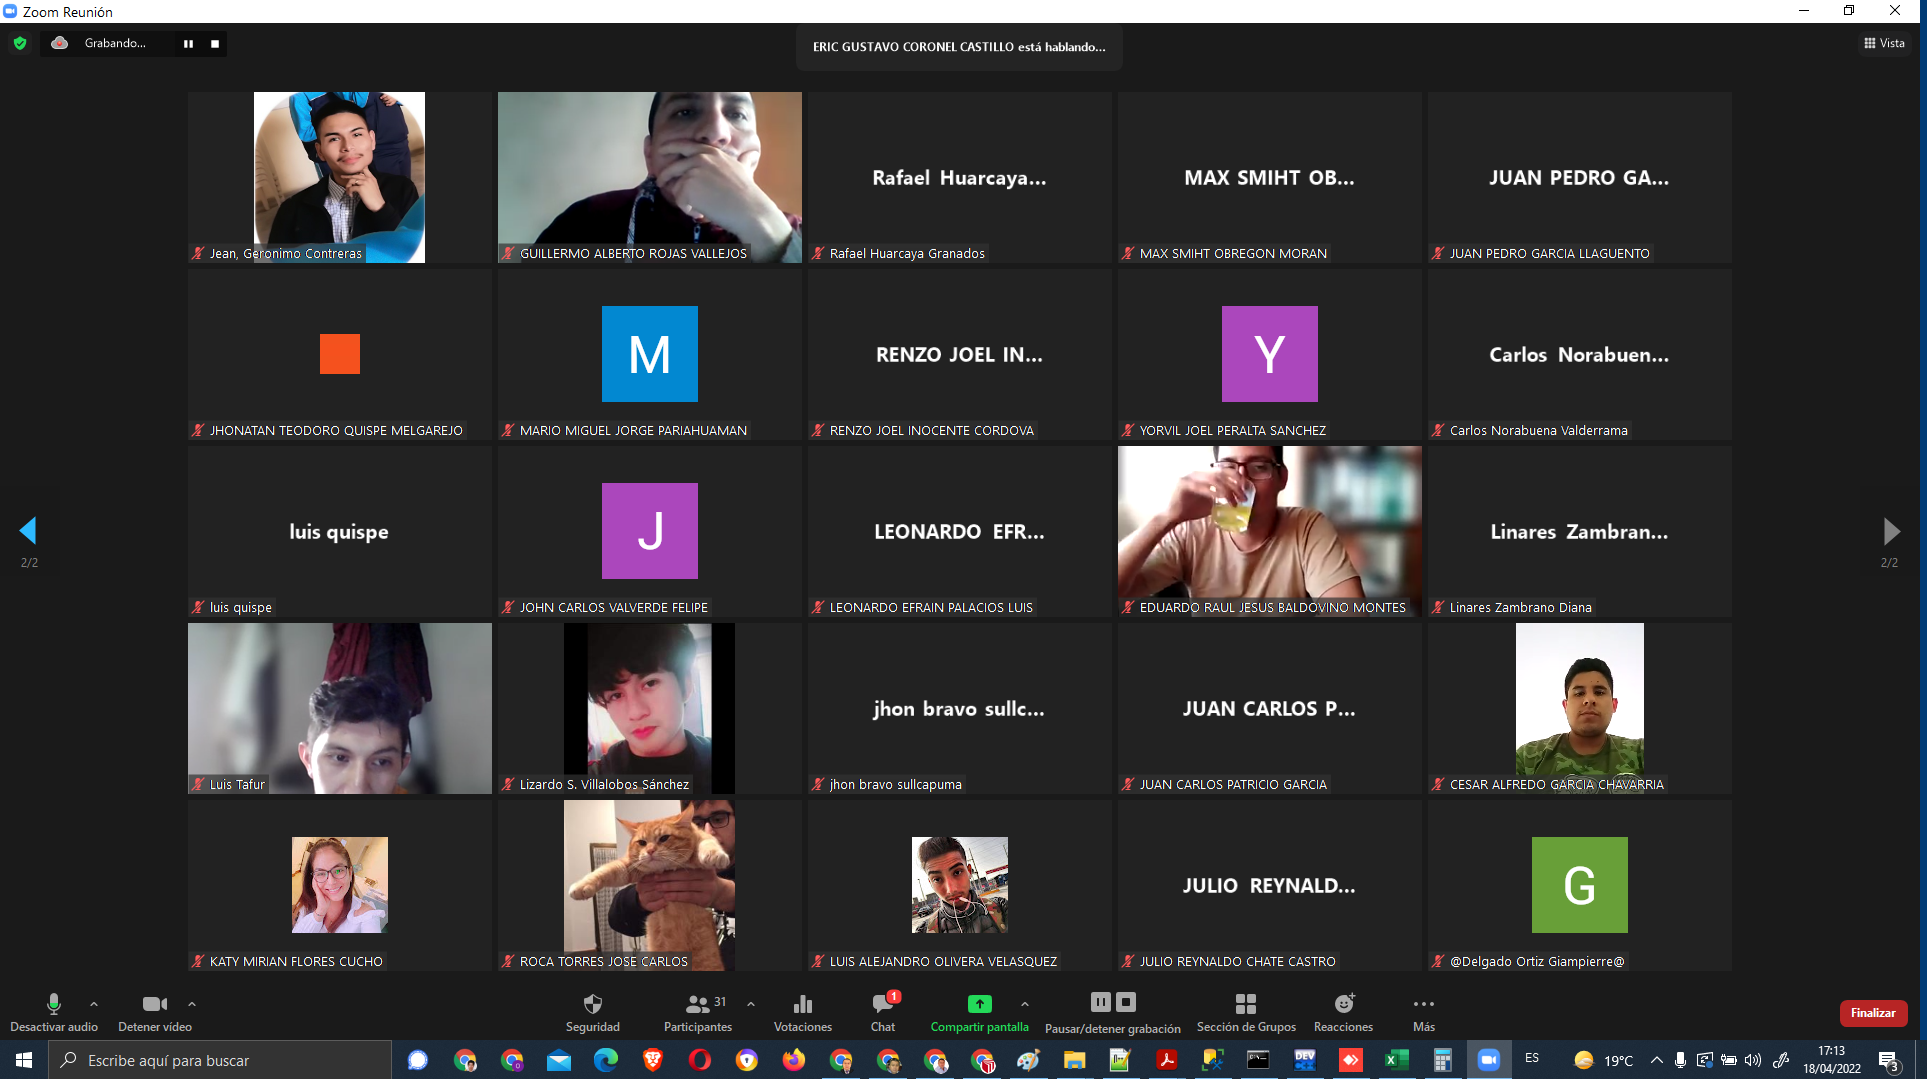 Zoom Reunión
Grabando...
ERIC GUSTAVO CORONEL CASTILLO está hablando...
Vista
Jean, Geronimo Contreras
GUILLERMO ALBERTO ROJAS VALLEJOS
Rafael Huarcaya...
Rafael Huarcaya Granados
MAX SMIHT OB...
MAX SMIHT OBREGON MORAN
JUAN PEDRO GA...
JUAN PEDRO GARCIA LLAGUENTO
JHONATAN TEODORO QUISPE MELGAREJO
M
MARIO MIGUEL JORGE PARIAHUAMAN
RENZO JOEL IN...
RENZO JOEL INOCENTE CORDOVA
Y
YORVIL JOEL PERALTA SANCHEZ
Carlos Norabuen...
Carlos Norabuena Valderrama
2/2
luis quispe
luis quispe
J
JOHN CARLOS VALVERDE FELIPE
LEONARDO EFR...
LEONARDO EFRAIN PALACIOS LUIS
EDUARDO RAUL JESUS BALDOVINO MONTES
Linares Zambran...
Linares Zambrano Diana
2/2
Luis Tafur
Lizardo S. Villalobos Sánchez
jhon bravo sullc...
jhon bravo sullcapuma
JUAN CARLOS P...
JUAN CARLOS PATRICIO GARCIA
CESAR ALFREDO GARCIA CHAVARRIA
KATY MIRIAN FLORES CUCHO
ROCA TORRES JOSE CARLOS
LUIS ALEJANDRO OLIVERA VELASQUEZ
JULIO REYNALD...
JULIO REYNALDO CHATE CASTRO
G
@Delgado Ortiz Giampierre@
Desactivar audio
Detener vídeo
Seguridad
31
Participantes
Votaciones
1
Chat
Compartir pantalla
Pausar/detener grabación
Sección de Grupos
Reacciones
Más
Finalizar
Escribe aquí para buscar
DEV
ES
19°C
17:13
18/04/2022
3